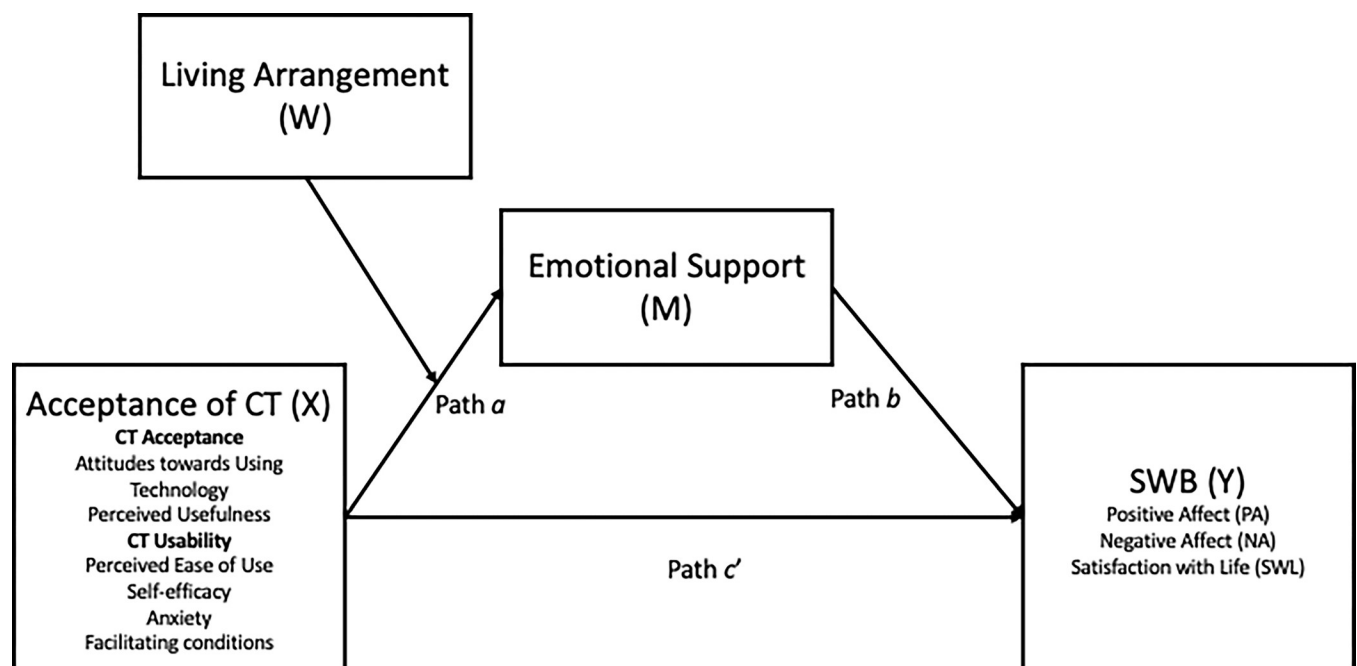 Living Arrangement
(W)
Emotional Support
(M)
Path a
Path b
Acceptance of CT (X)
CT Acceptance
Attitudes towards Using
Technology
Perceived Usefulness
CT Usability
Perceived Ease of Use
Self-efficacy
Anxiety
Facilitating conditions
Path c'
SWB (Y)
Positive Affect (PA)
Negative Affect (NA)
Satisfaction with Life (SWL)